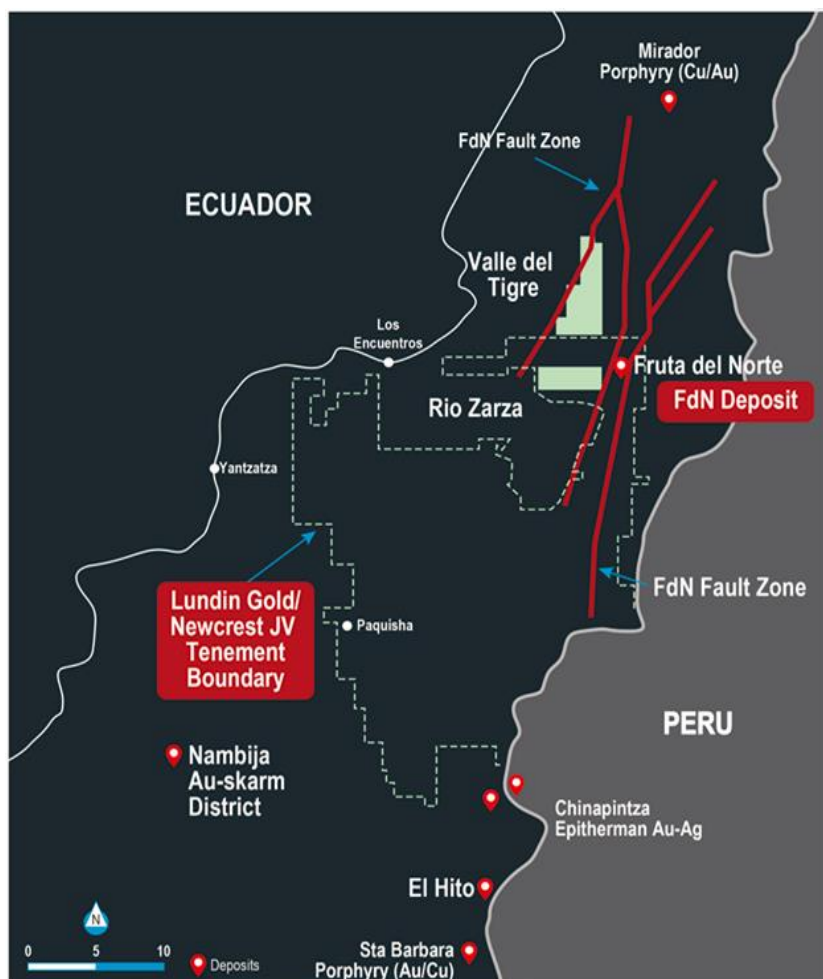 Mirador
Porphyry (Cu/Au)
FdN Fault Zone
ECUADOR
Valle del
Tigre
Los
Encuentros
Fruta del Norte
FdN Deposit
Rio Zarza
Yantzatza
FdN Fault Zone
Lundin Gold/
Newcrest JV
Tenement
Boundary
Paquisha
PERU
Nambija
Au-skarm
District
Chinapintza
Epitherman Au-Ag
El Hito
N
0 5 10
Deposits
Sta Barbara
Porphyry (Au/Cu)